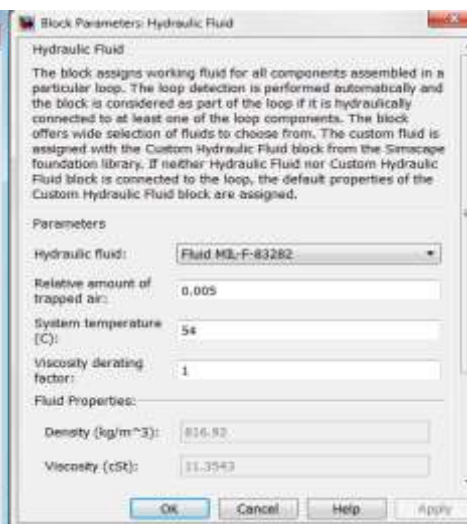 Block Parameters: Hydraulic Fluid
Hydraulic Fluid
The block assigns working fluid for all components assembled in a
particular loop. The loop detection is performed automatically and
the block is considered as part of the loop if it is hydraulically
connected to at least one of the loop components. The block
offers wide selection of fluids to choose from. The custom fluid is
assigned with the Custom Hydraulic Fluid block from the Simscape
foundation library. If neither Hydraulic Fluid nor Custom Hydraulic
Fluid block is connected to the loop, the default properties of the
Custom Hydraulic Fluid block are assigned.
Parameters
Hydraulic fluid: Fluid MIL-F-83282
Relative amount of
trapped air: 0.005
System temperature
(C): 54
Viscosity derating
factor: 1
Fluid Properties:
Density (kg/m^3): 816.92
Viscosity (cSt): 11.3543
OK Cancel Help Apply